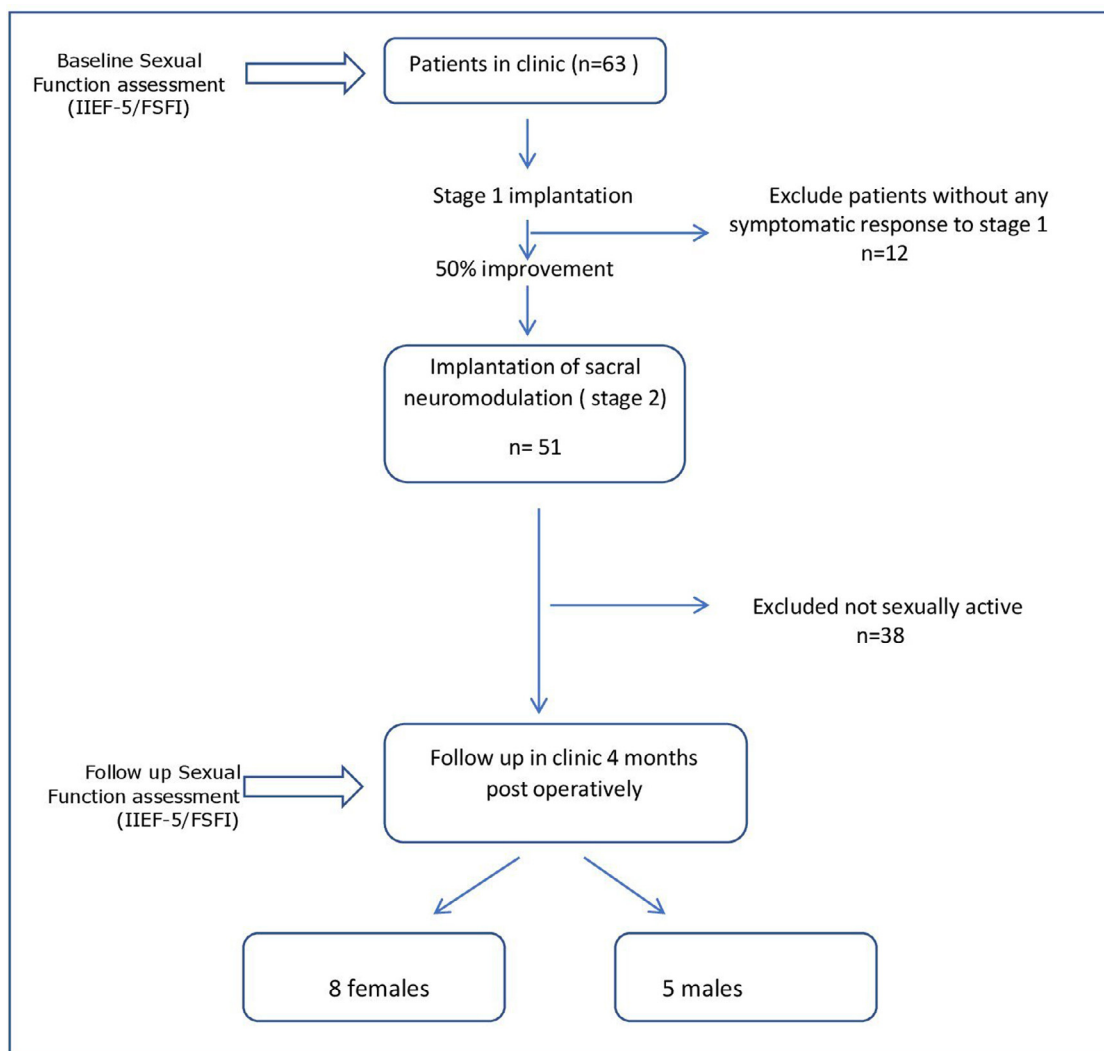 Baseline Sexual
Function assessment
(IIEF-5/FSFI)
Patients in clinic (n=63 )
Stage 1 implantation
Exclude patients without any
symptomatic response to stage 1
n=12
50% improvement
Implantation of sacral
neuromodulation ( stage 2)
n= 51
Excluded not sexually active
n=38
Follow up Sexual
Function assessment
(IIEF-5/FSFI)
Follow up in clinic 4 months
post operatively
8 females
5 males